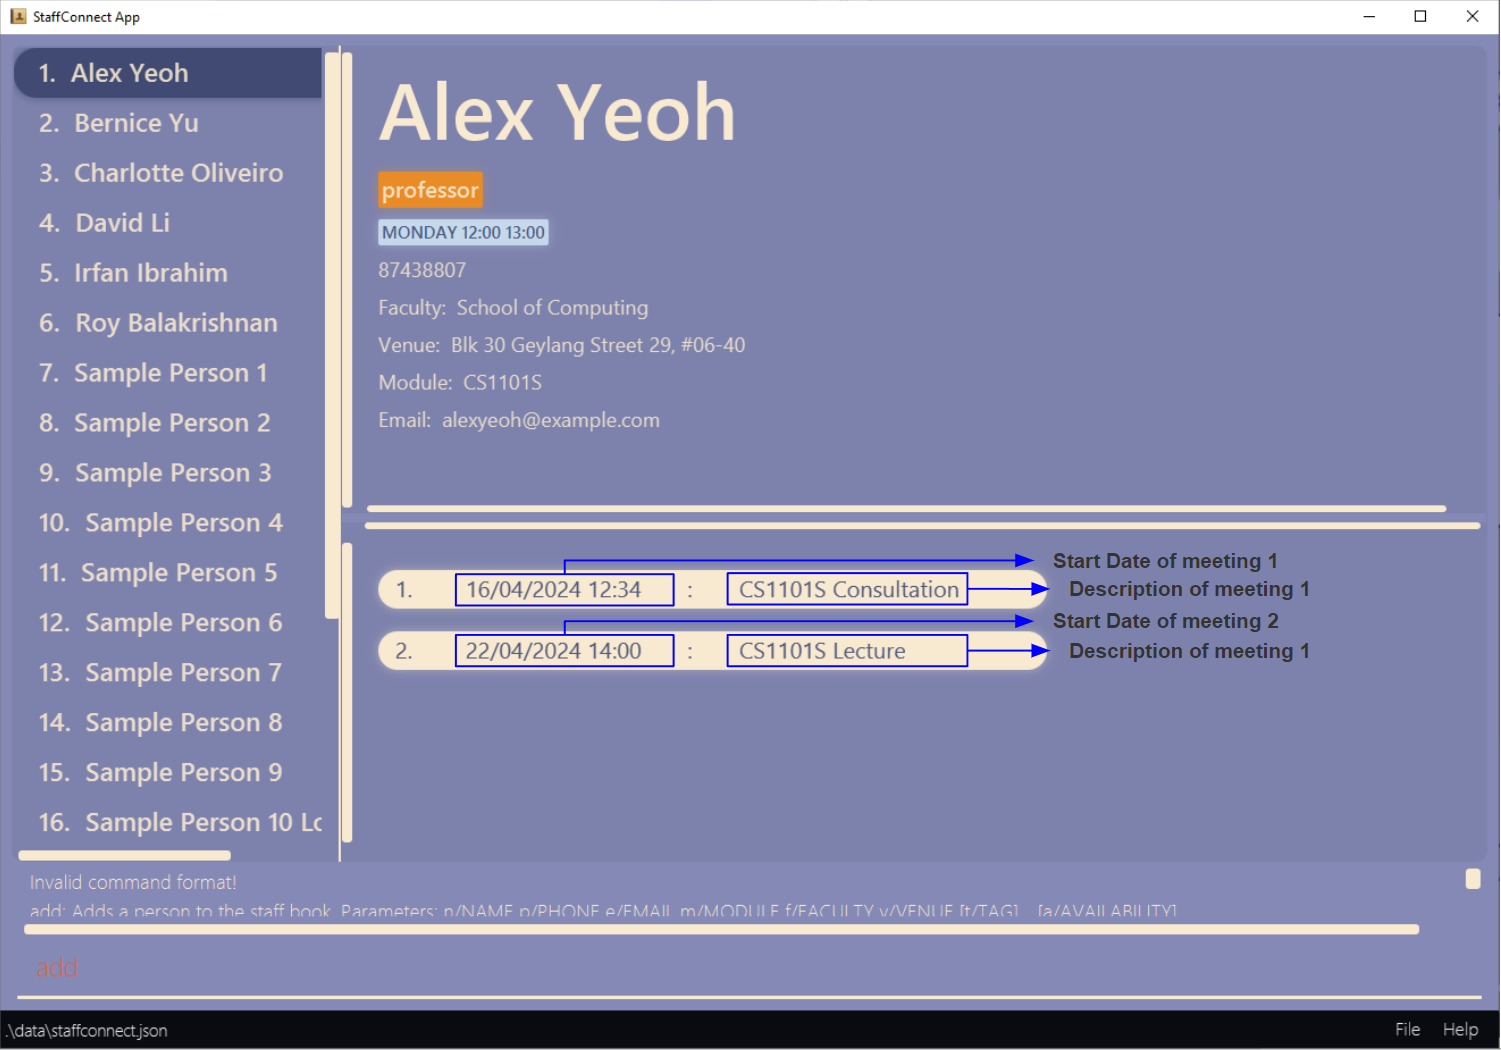 StaffConnect App
1. Alex Yeoh
2. Bernice Yu
3. Charlotte Oliveiro
4. David Li
5. Irfan Ibrahim
6. Roy Balakrishnan
7. Sample Person 1
8. Sample Person 2
9. Sample Person 3
10. Sample Person 4
11. Sample Person 5
12. Sample Person 6
13. Sample Person 7
14. Sample Person 8
15. Sample Person 9
16. Sample Person 10 Lo
Alex Yeoh
professor
MONDAY 12:00 13:00
87438807
Faculty: School of Computing
Venue: Blk 30 Geylang Street 29, #06-40
Module: CS1101S
Email: alexyeoh@example.com
Start Date of meeting 1
1. 16/04/2024 12:34 : CS1101S Consultation Description of meeting 1
Start Date of meeting 2
2. 22/04/2024 14:00 : CS1101S Lecture Description of meeting 1
Invalid command format!
add: Adds a person to the staff book. Parameters: n/NAME p/PHONE e/EMAIL m/MODULE f/FACULTY v/VENUE [t/TAG]... [a/AVAILABILITY]
add
.\data\staffconnect.json
File Help